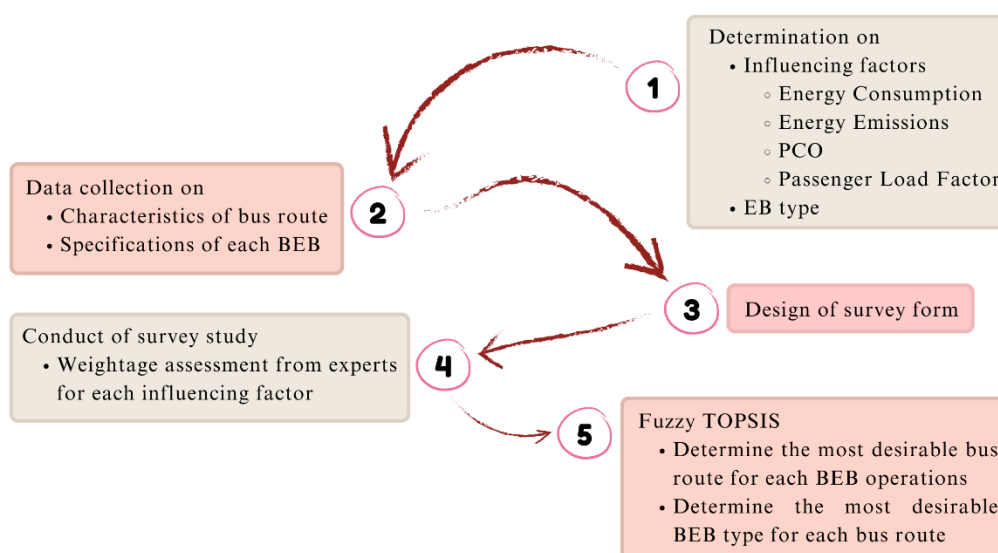 1
Determination on
• Influencing factors
◦ Energy Consumption
◦ Energy Emissions
◦ PCO
◦ Passenger Load Factor
• EB type
2
Data collection on
• Characteristics of bus route
• Specifications of each BEB
3
Design of survey form
4
Conduct of survey study
• Weightage assessment from experts
for each influencing factor
5
Fuzzy TOPSIS
• Determine the most desirable bus
route for each BEB operations
• Determine the most desirable
BEB type for each bus route